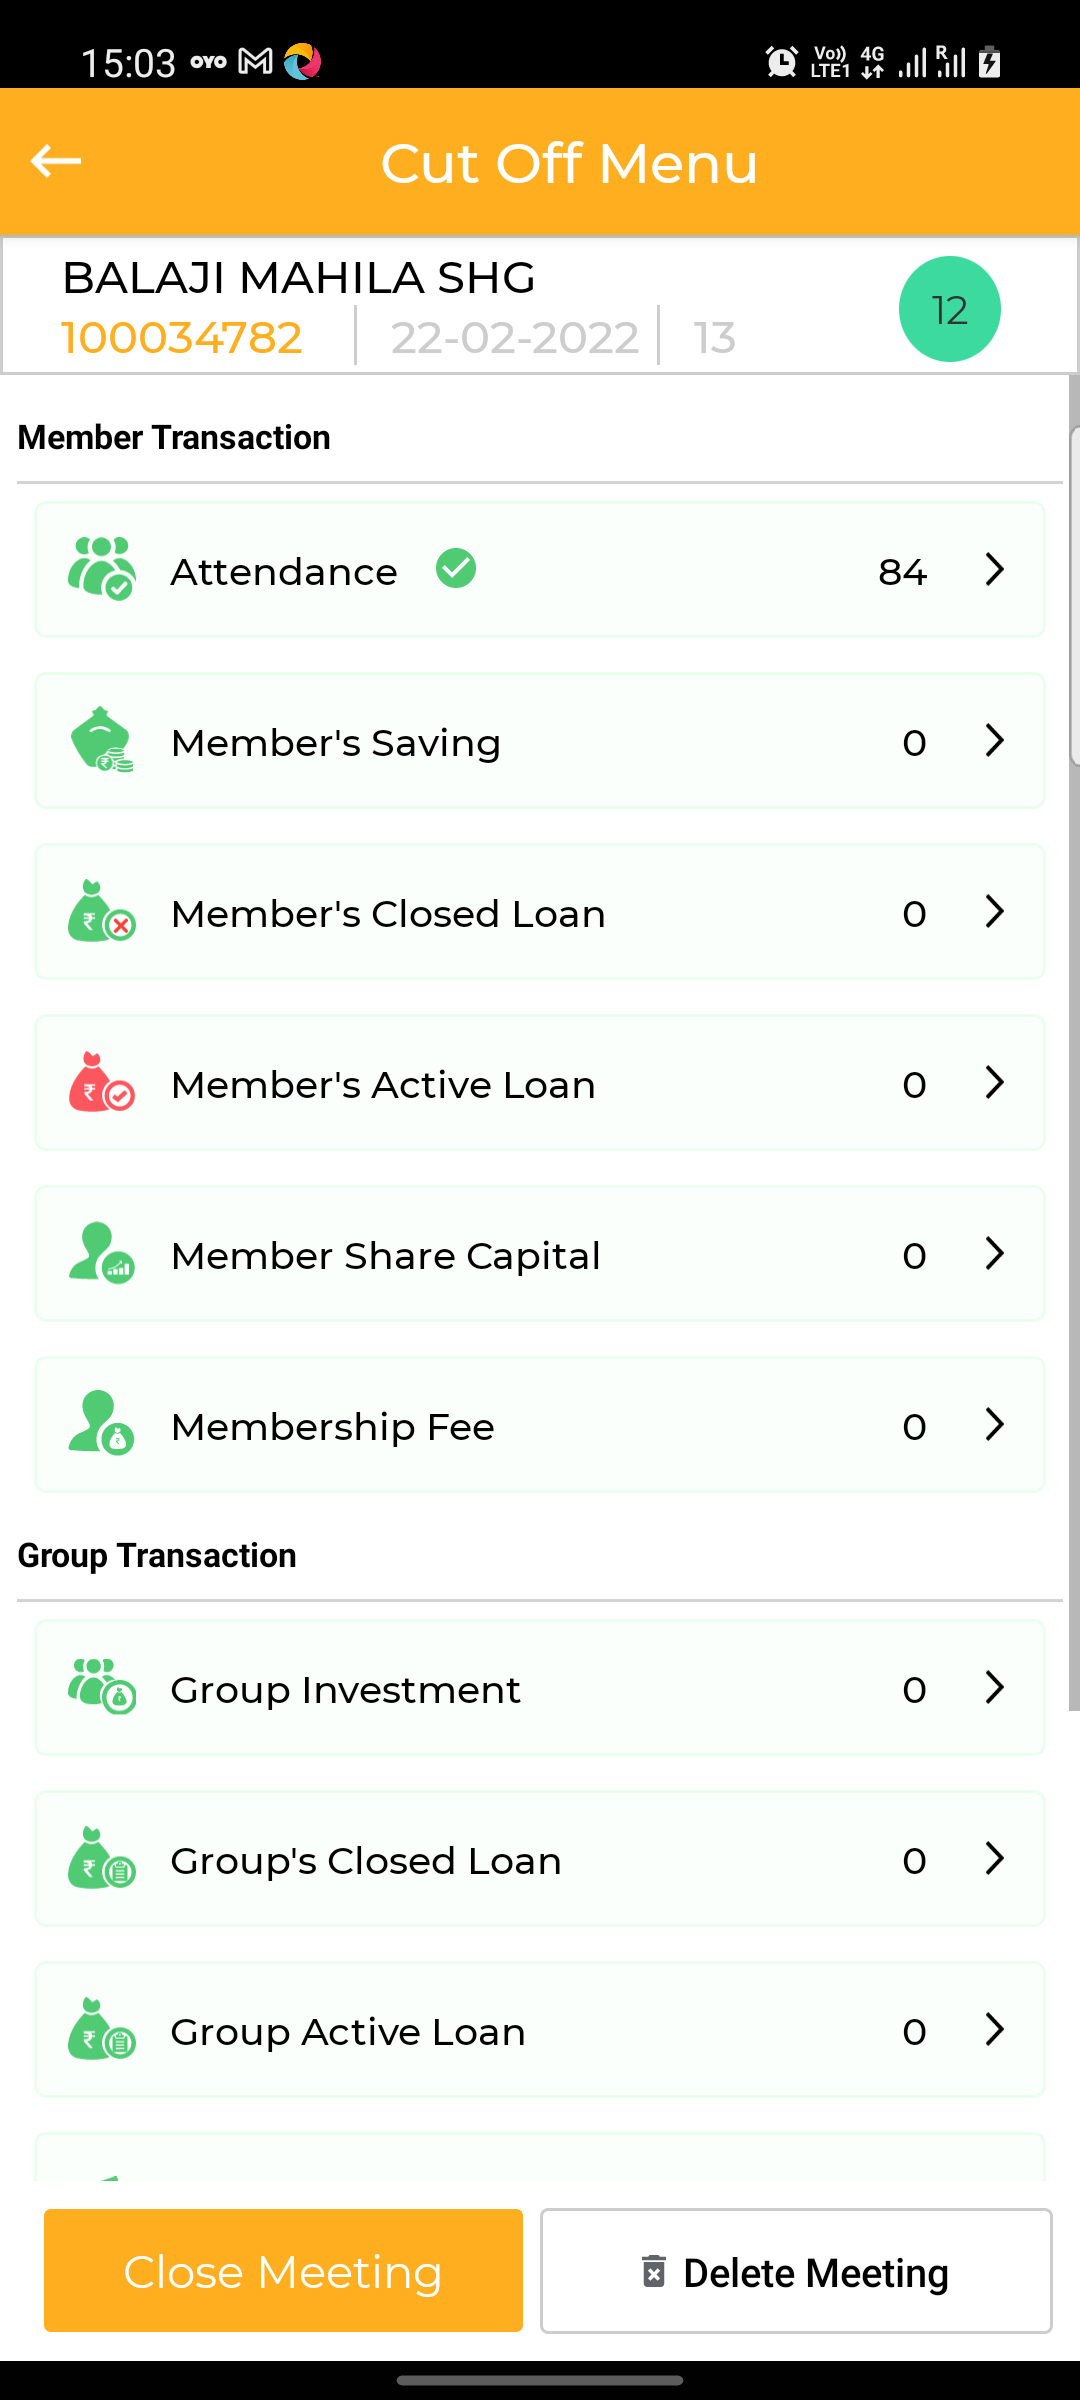 15:03 OYO Vo)) LTE1 4G R
Cut Off Menu
BALAJI MAHILA SHG
100034782 22-02-2022 13 12
Member Transaction
Attendance 84
Member's Saving 0
Member's Closed Loan 0
Member's Active Loan 0
Member Share Capital 0
Membership Fee 0
Group Transaction
Group Investment 0
Group's Closed Loan 0
Group Active Loan 0
Close Meeting Delete Meeting